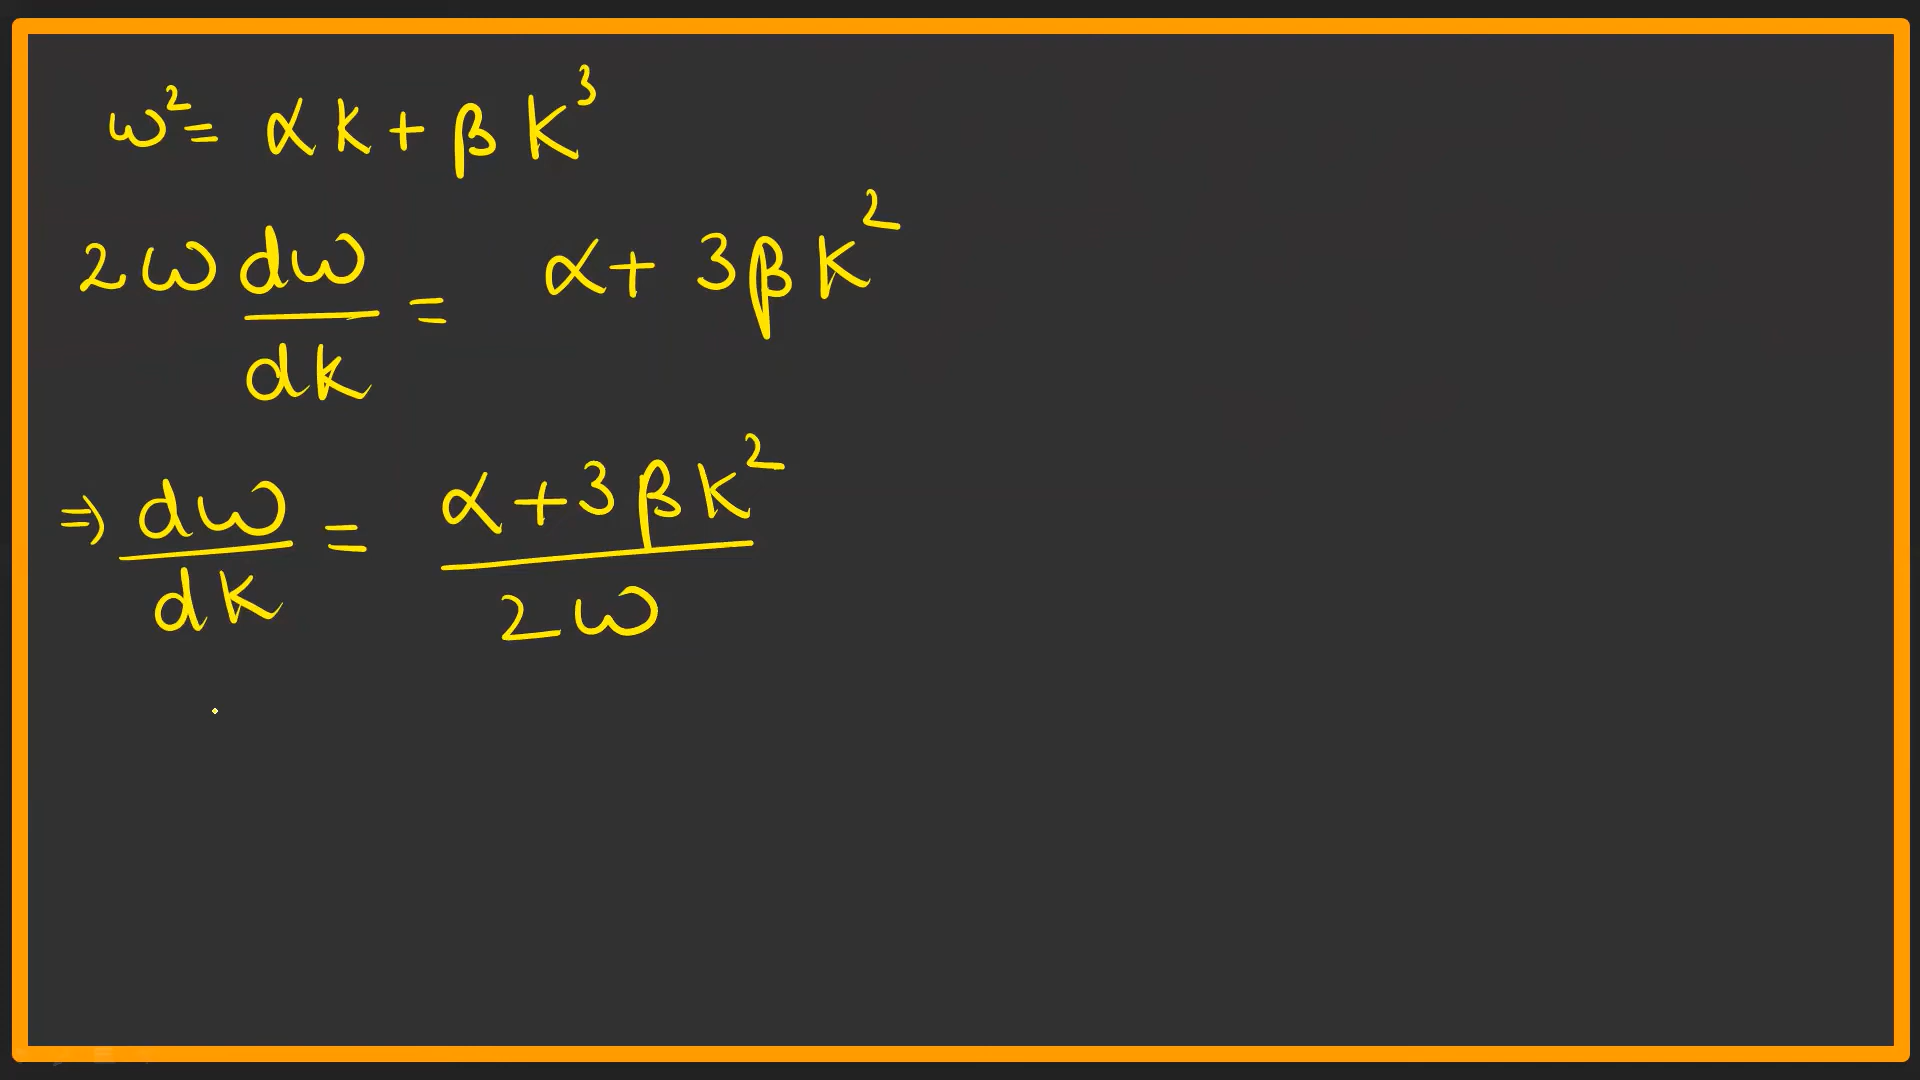 ω² = αk + βk³
2ω dω/dk = α + 3βk²
⇒ dω/dk = (α + 3βk²)/2ω